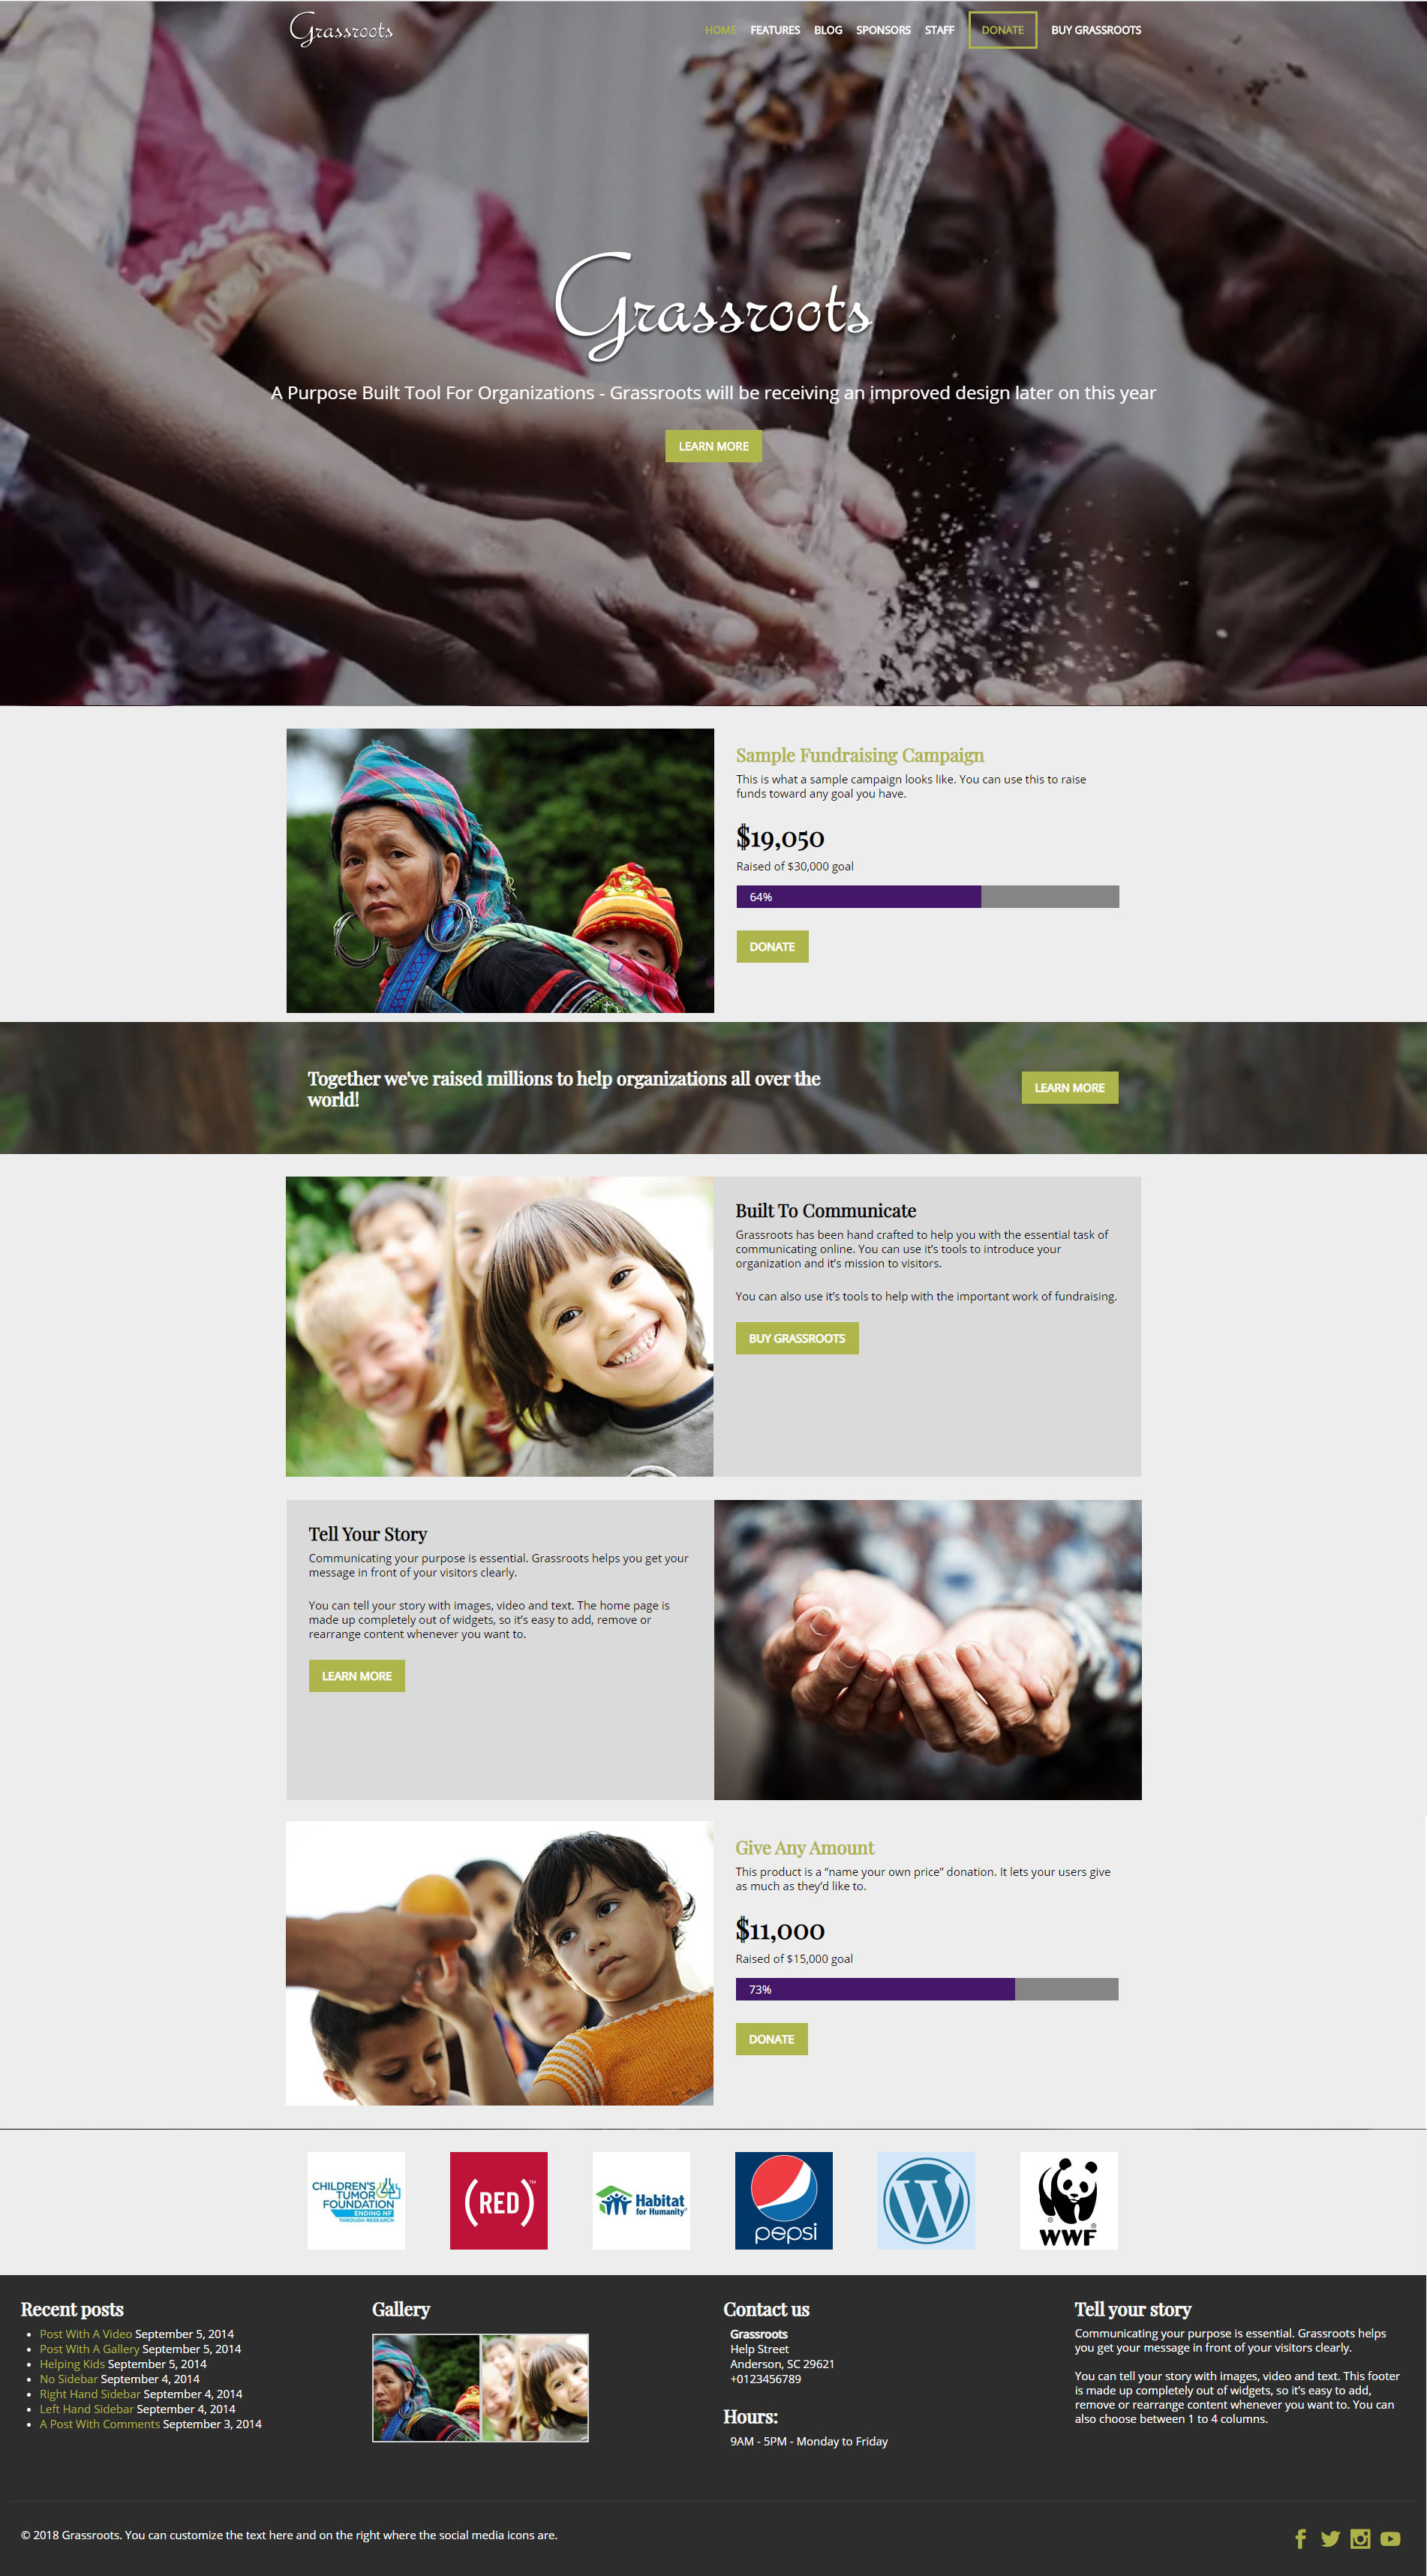 Grassroots
HOME FEATURES BLOG SPONSORS STAFF DONATE BUY GRASSROOTS
Grassroots
A Purpose Built Tool For Organizations - Grassroots will be receiving an improved design later on this year
LEARN MORE
Sample Fundraising Campaign
This is what a sample campaign looks like. You can use this to raise
funds toward any goal you have.
$19,050
Raised of $30,000 goal
64%
DONATE
Together we've raised millions to help organizations all over the
world!
LEARN MORE
Built To Communicate
Grassroots has been hand crafted to help you with the essential task of
communicating online. You can use it’s tools to introduce your
organization and it’s mission to visitors.
You can also use it's tools to help with the important work of fundraising.
BUY GRASSROOTS
Tell Your Story
Communicating your purpose is essential. Grassroots helps you get your
message in front of your visitors clearly.
You can tell your story with images, video and text. The home page is
made up completely out of widgets, so it’s easy to add, remove or
rearrange content whenever you want to.
LEARN MORE
Give Any Amount
This product is a “name your own price” donation. It lets your users give
as much as they’d like to.
$11,000
Raised of $15,000 goal
73%
DONATE
CHILDREN'S
TUMOR
FOUNDATION
ENDING NF
THROUGH RESEARCH
(RED)™
Habitat
for Humanity®
pepsi
W
© ®
WWF
Recent posts
Post With A Video September 5, 2014
Post With A Gallery September 5, 2014
Helping Kids September 5, 2014
No Sidebar September 4, 2014
Right Hand Sidebar September 4, 2014
Left Hand Sidebar September 4, 2014
A Post With Comments September 3, 2014
Gallery
Contact us
Grassroots
Help Street
Anderson, SC 29621
+0123456789
Hours:
9AM - 5PM - Monday to Friday
Tell your story
Communicating your purpose is essential. Grassroots helps
you get your message in front of your visitors clearly.
You can tell your story with images, video and text. This footer
is made up completely out of widgets, so it’s easy to add,
remove or rearrange content whenever you want to. You can
also choose between 1 to 4 columns.
© 2018 Grassroots. You can customize the text here and on the right where the social media icons are.